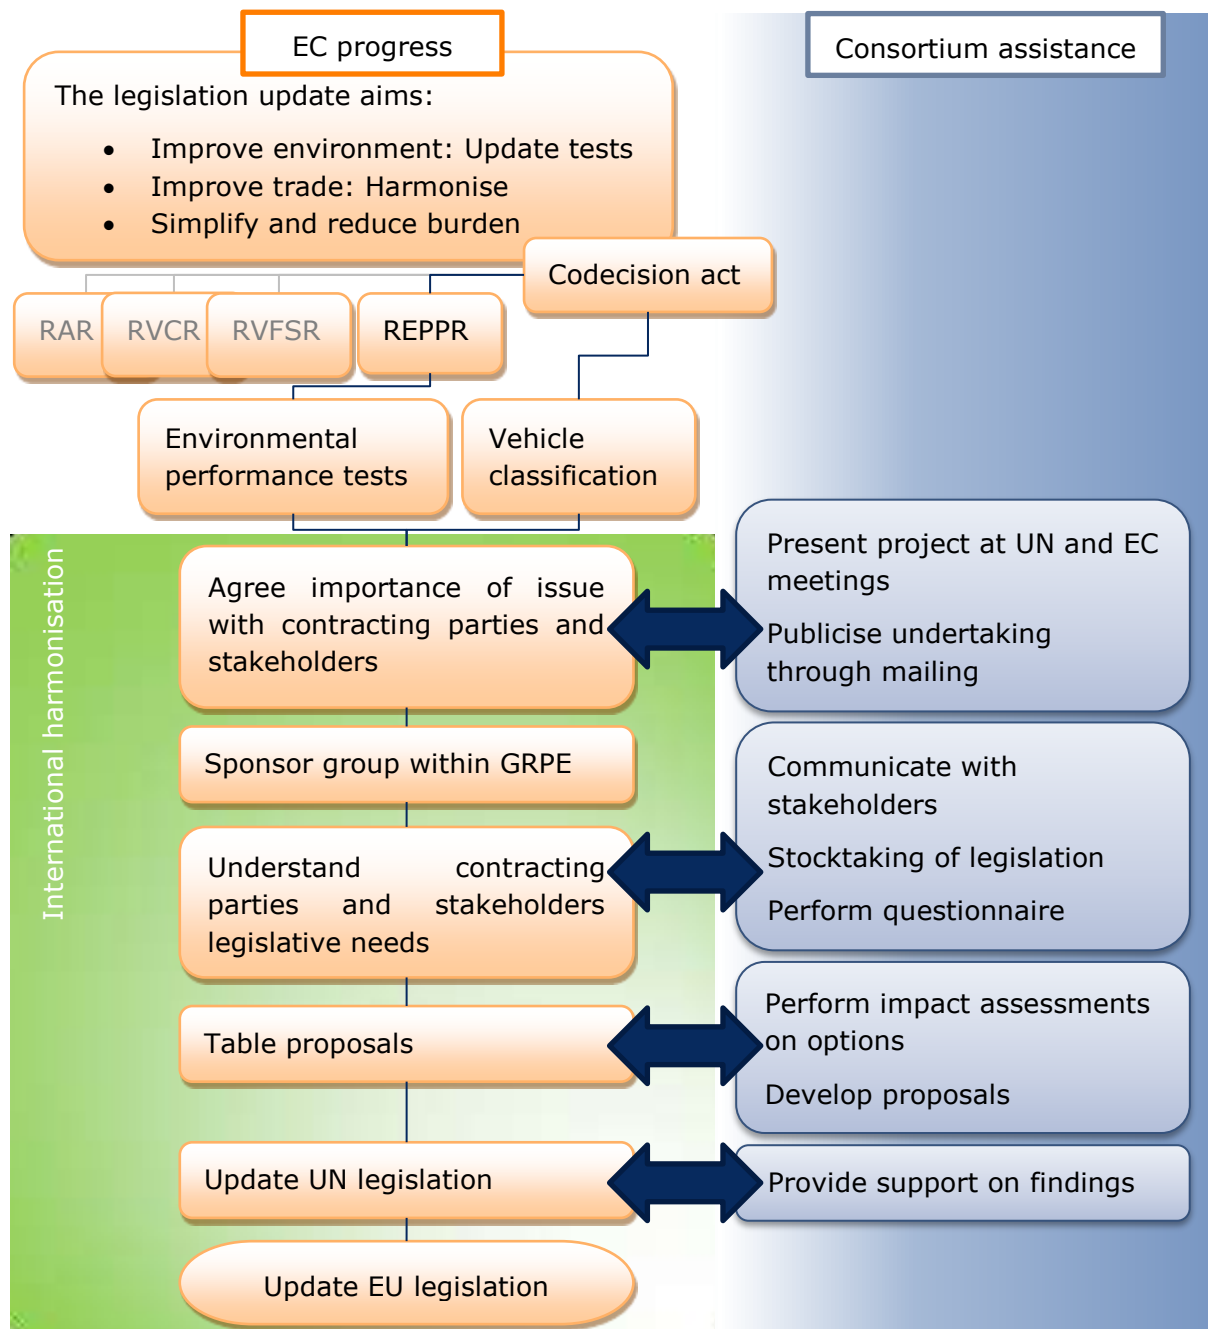 EC progress
Consortium assistance
The legislation update aims:
• Improve environment: Update tests
• Improve trade: Harmonise
• Simplify and reduce burden
Codecision act
RAR
RVCR
RVFSR
REPPR
Environmental
performance tests
Vehicle
classification
International harmonisation
Agree importance of issue
with contracting parties and
stakeholders
Present project at UN and EC
meetings
Publicise undertaking
through mailing
Sponsor group within GRPE
Understand contracting
parties and stakeholders
legislative needs
Communicate with
stakeholders
Stocktaking of legislation
Perform questionnaire
Table proposals
Perform impact assessments
on options
Develop proposals
Update UN legislation
Provide support on findings
Update EU legislation